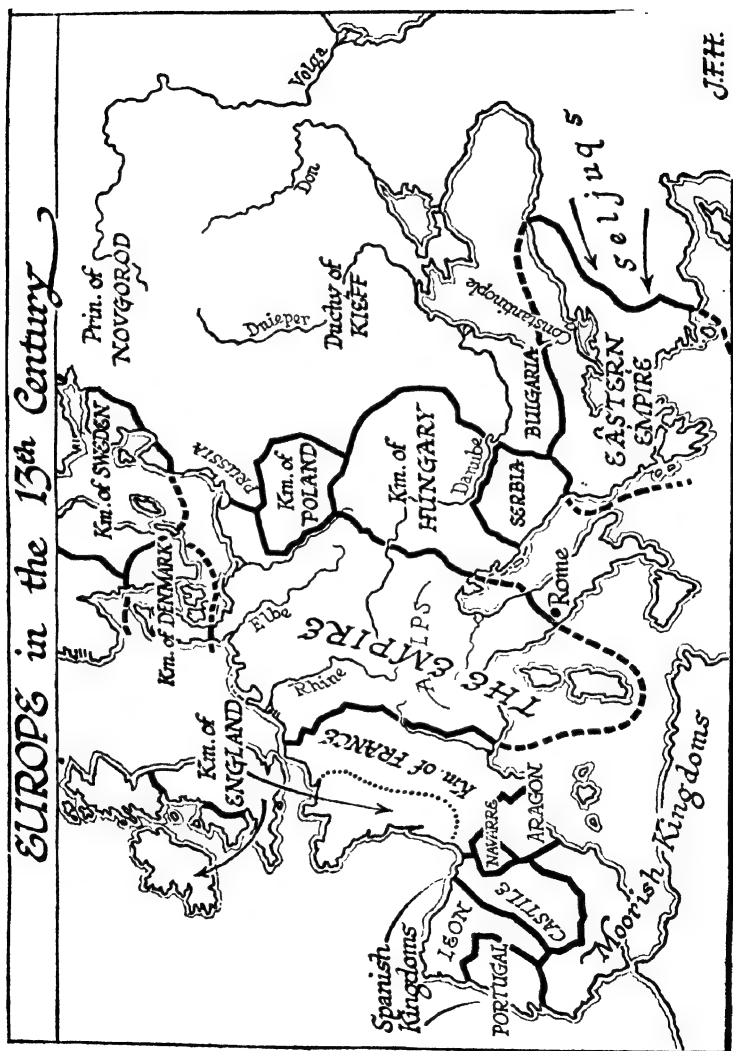 EUROPE in the 13th Century
Km. of SWEDEN
Prin. of
NOVGOROD
Volga
Km. of DENMARK
Km. of
ENGLAND
PRUSSIA
Km. of
POLAND
Dnieper
Duchy of
KIEFF
Don
Elbe
Rhine
THE EMPIRE
ALPS
Km. of FRANCE
Km. of
HUNGARY
Danube
SERBIA
BULGARIA
Constantinople
EASTERN
EMPIRE
Seljuqs
Rome
Spanish
Kingdoms
LEON
PORTUGAL
CASTILE
NAVARRE
ARAGON
Moorish Kingdoms
J.F.H.